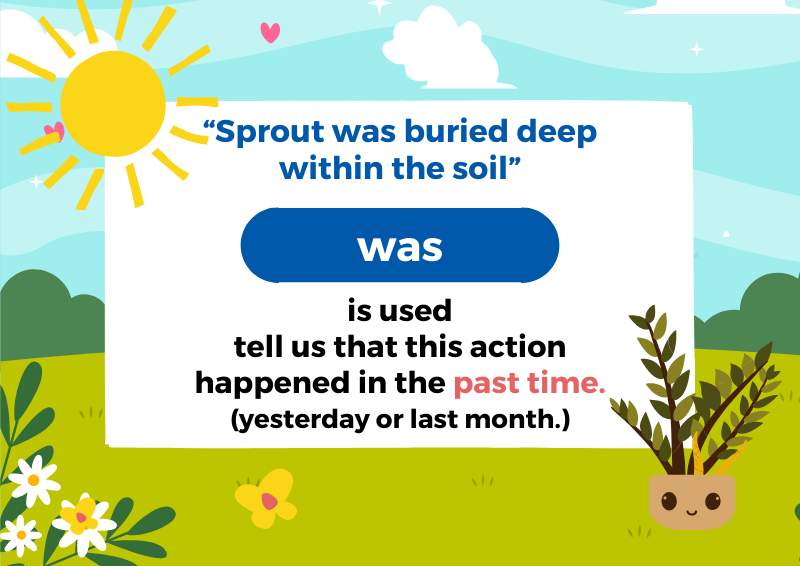 “Sprout was buried deep
within the soil”
was
is used
tell us that this action
happened in the past time.
(yesterday or last month.)